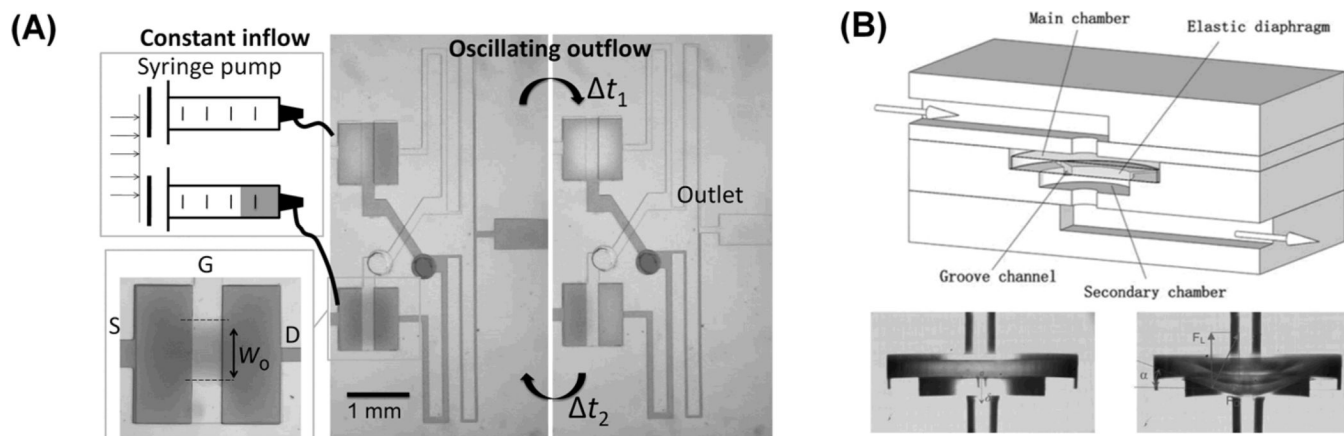 (A)
Constant inflow
Syringe pump
Oscillating outflow
Δt₁
Outlet
G
S
D
Wₒ
1 mm
Δt₂
(B)
Main chamber
Elastic diaphragm
Groove channel
Secondary chamber
F_L
α